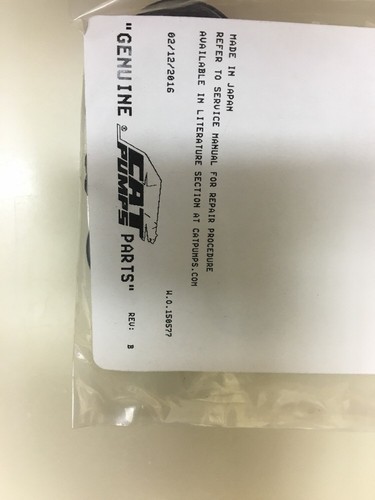 MADE IN JAPAN
REFER TO SERVICE MANUAL FOR REPAIR PROCEDURE
AVAILABLE IN LITERATURE SECTION AT CATPUMPS.COM
02/12/2016 W.O.150577
"GENUINE ® CAT PUMPS PARTS" REV: B